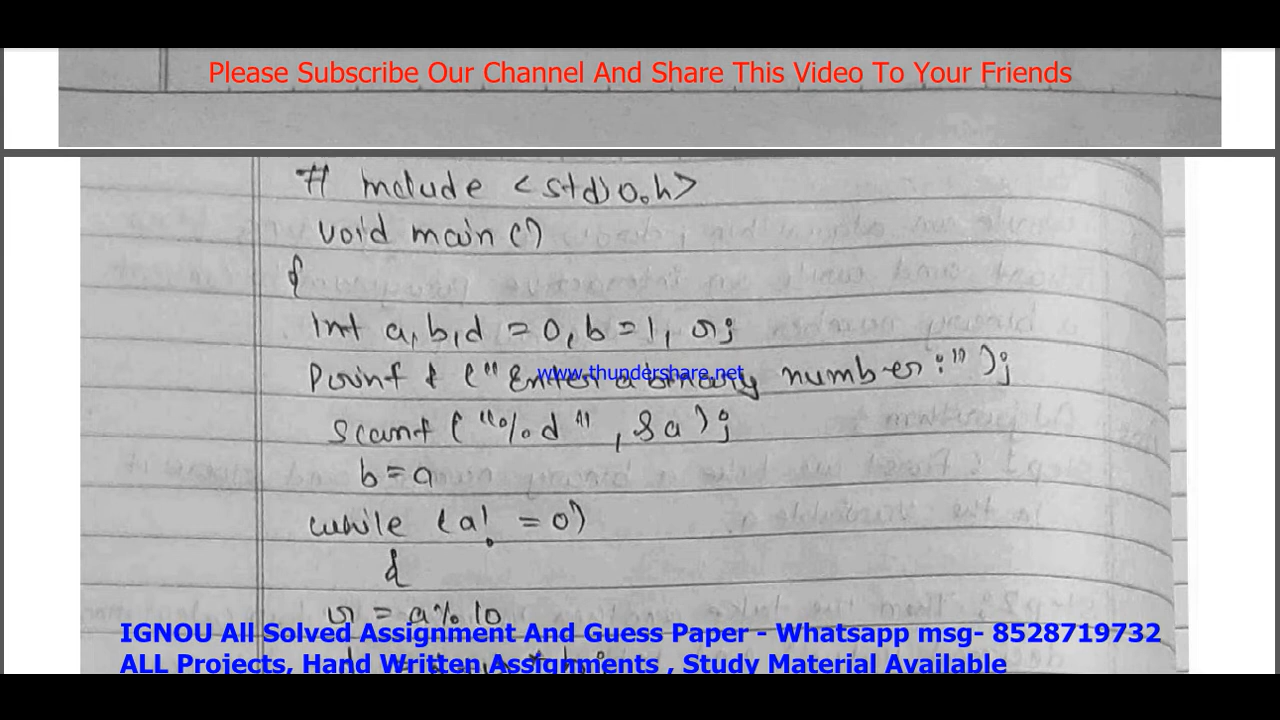 Please Subscribe Our Channel And Share This Video To Your Friends
# include <stdio.h>
void main ()
{
int a, b, d = 0, b = 1, r;
Printf ("Enter a binary number:");
www.thundershare.net
Scanf ("%d", &a);
b = a
while (a! = 0)
{
r = a% 10
IGNOU All Solved Assignment And Guess Paper - Whatsapp msg- 8528719732
ALL Projects, Hand Written Assignments , Study Material Available